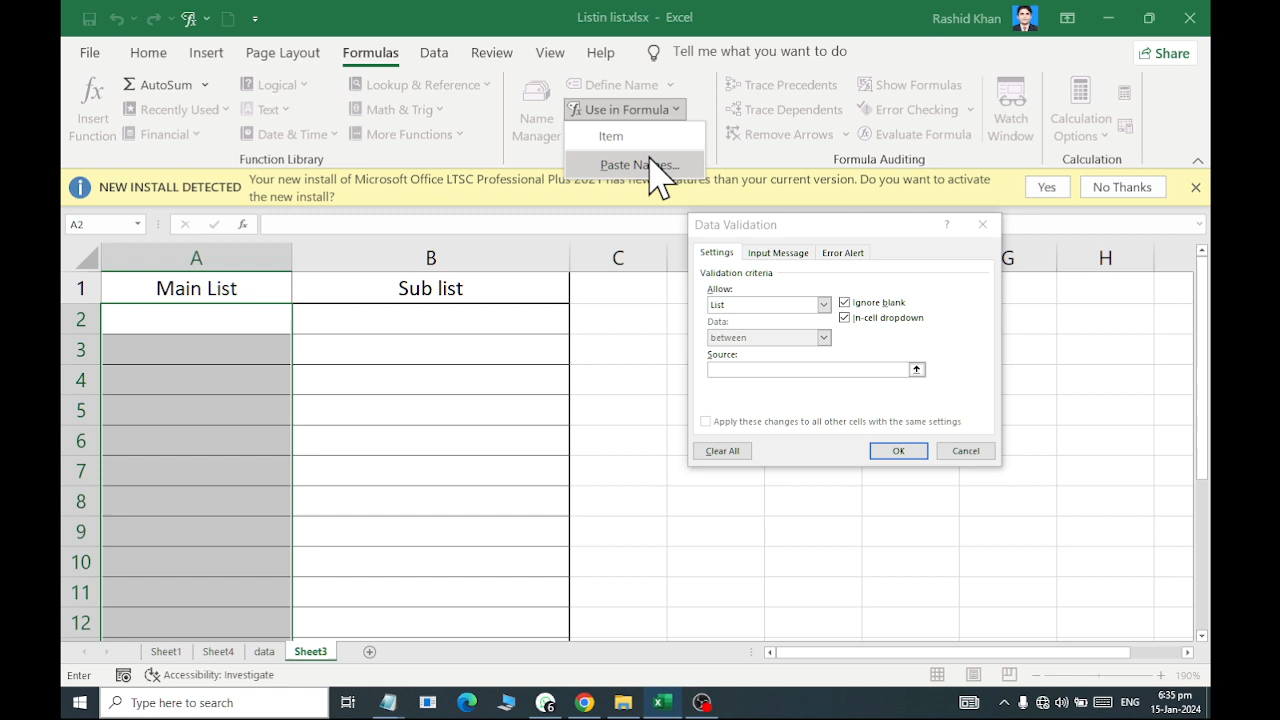 Listin list.xlsx - Excel
Rashid Khan
File Home Insert Page Layout Formulas Data Review View Help Tell me what you want to do
Share
Insert Function
AutoSum
Recently Used
Financial
Logical
Text
Date & Time
Lookup & Reference
Math & Trig
More Functions
Function Library
Name Manager
Define Name
Use in Formula
Item
Paste
Trace Precedents
Trace Dependents
Remove Arrows
Show Formulas
Error Checking
Evaluate Formula
Formula Auditing
Watch Window
Calculation Options
Calculation
NEW INSTALL DETECTED
Your new install of Microsoft Office LTSC Professional Plus 2021 has new features than your current version. Do you want to activate
the new install?
Yes
No Thanks
A2
fx
Data Validation ?
Settings Input Message Error Alert
Validation criteria
Allow:
List
Ignore blank
In-cell dropdown
Data:
between
Source:
Apply these changes to all other cells with the same settings
Clear All OK Cancel
A B C G H
1 Main List Sub list
2
3
4
5
6
7
8
9
10
11
12
Sheet1 Sheet4 data Sheet3
Enter Accessibility: Investigate 190%
Type here to search
ENG
6:35 pm
15-Jan-2024